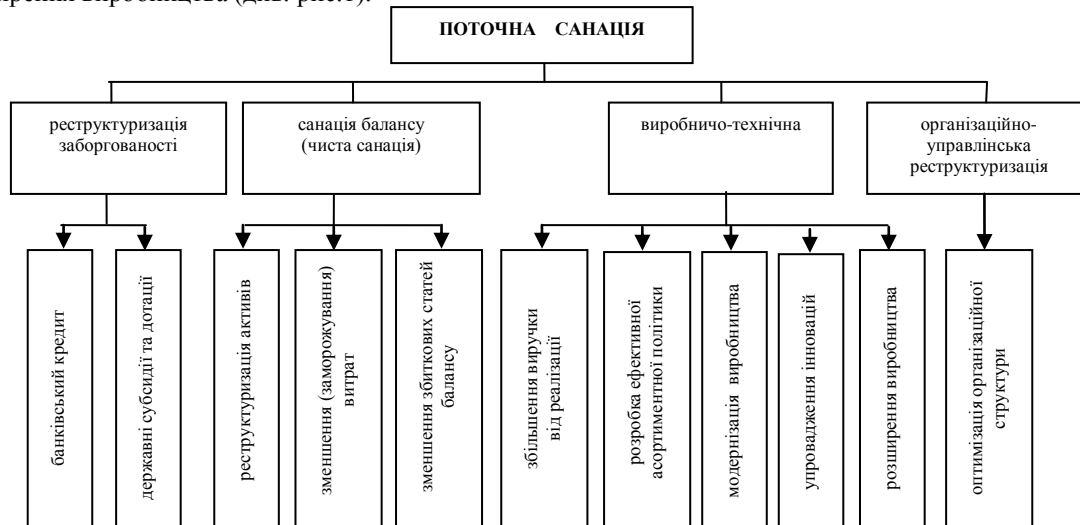 ПОТОЧНА САНАЦІЯ
реструктуризація
заборгованості
санація балансу
(чиста санація)
виробничо-технічна
організаційно-
управлінська
реструктуризація
банківський кредит
державні субсидії та дотації
реструктуризація активів
зменшення (заморожування)
витрат
зменшення збиткових статей
балансу
збільшення виручки
від реалізації
розробка ефективної
асортиментної політики
модернізація виробництва
упровадження інновацій
розширення виробництва
оптимізація організаційної
структури